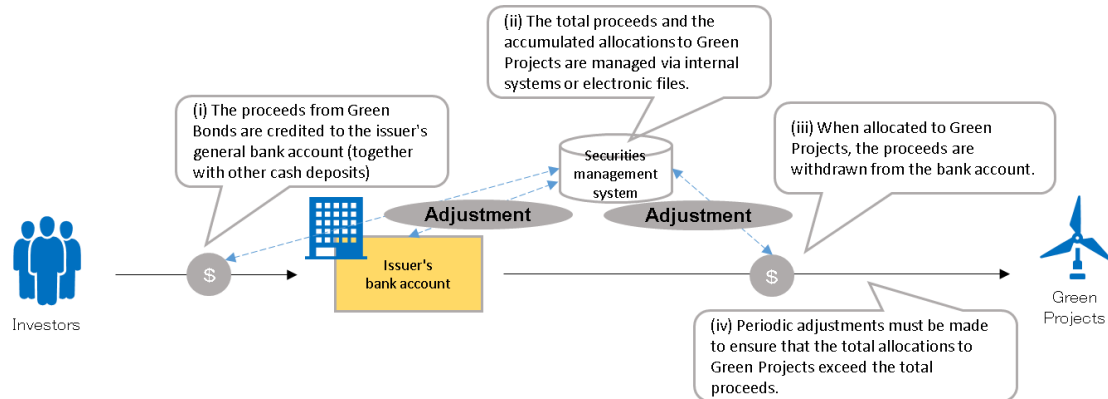 (ii) The total proceeds and the
accumulated allocations to Green
Projects are managed via internal
systems or electronic files.
(i) The proceeds from Green
Bonds are credited to the issuer's
general bank account (together
with other cash deposits)
(iii) When allocated to Green
Projects, the proceeds are
withdrawn from the bank account.
Securities
management
system
Adjustment
Adjustment
$
Issuer's
bank account
$
Investors
Green
Projects
(iv) Periodic adjustments must be made
to ensure that the total allocations to
Green Projects exceed the total
proceeds.